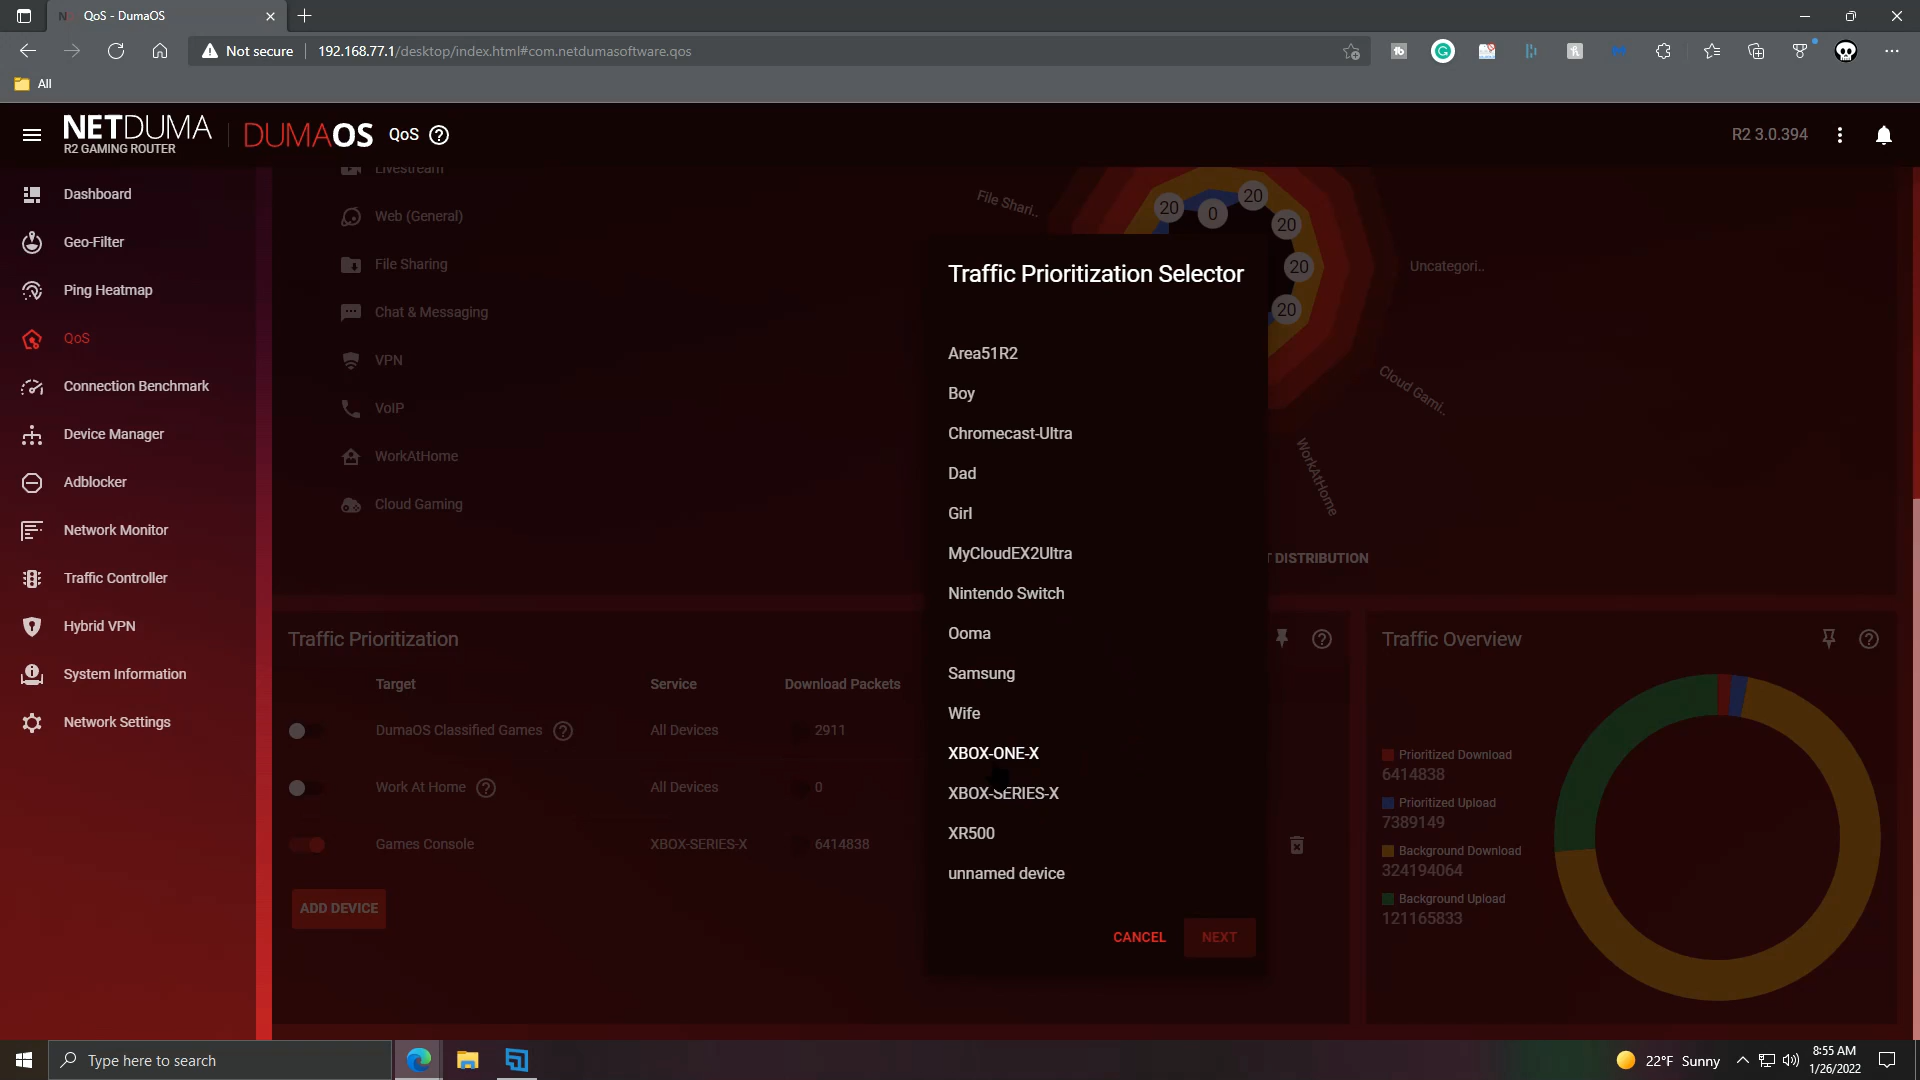 QoS - DumaOS
Not secure
192.168.77.1/desktop/index.html#com.netdumasoftware.qos
All
NETDUMA
R2 GAMING ROUTER
DUMAOS
QoS
R2 3.0.394
Dashboard
Geo-Filter
Ping Heatmap
QoS
Connection Benchmark
Device Manager
Adblocker
Network Monitor
Traffic Controller
Hybrid VPN
System Information
Network Settings
Livestream
Web (General)
File Sharing
Chat & Messaging
VPN
VoIP
WorkAtHome
Cloud Gaming
File Shari..
20
0
20
20
20
20
Uncategori..
Cloud Gami..
WorkAtHome
T DISTRIBUTION
Traffic Prioritization Selector
Area51R2
Boy
Chromecast-Ultra
Dad
Girl
MyCloudEX2Ultra
Nintendo Switch
Ooma
Samsung
Wife
XBOX-ONE-X
XBOX-SERIES-X
XR500
unnamed device
CANCEL
NEXT
Traffic Prioritization
Target Service Download Packets
DumaOS Classified Games All Devices 2911
Work At Home All Devices 0
Games Console XBOX-SERIES-X 6414838
ADD DEVICE
Traffic Overview
Prioritized Download
6414838
Prioritized Upload
7389149
Background Download
324194064
Background Upload
121165833
Type here to search
22°F Sunny
8:55 AM
1/26/2022